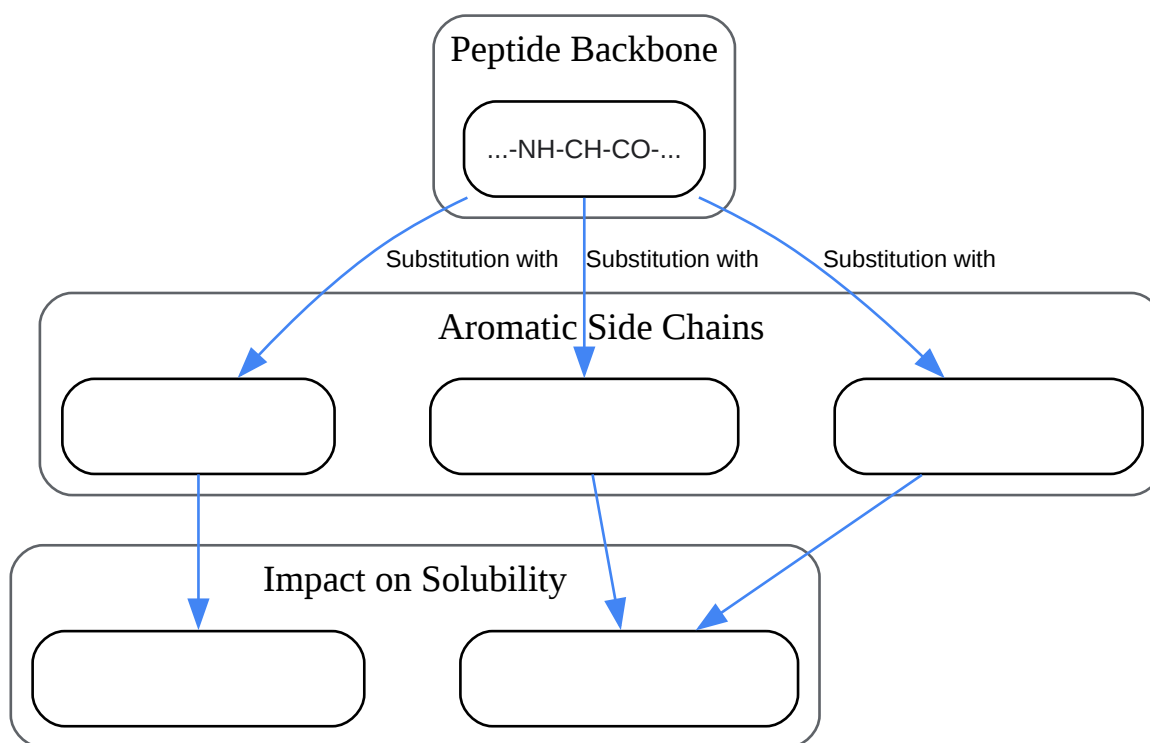 Peptide Backbone
...-NH-CH-CO-...
Substitution with
Substitution with
Substitution with
Aromatic Side Chains
Impact on Solubility